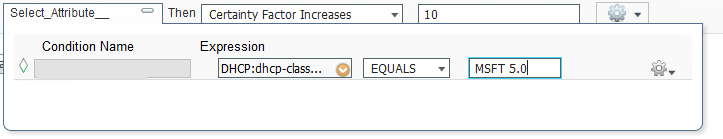 Select_Attribute__ Then Certainty Factor Increases 10
Condition Name Expression
DHCP:dhcp-class... EQUALS MSFT 5.0